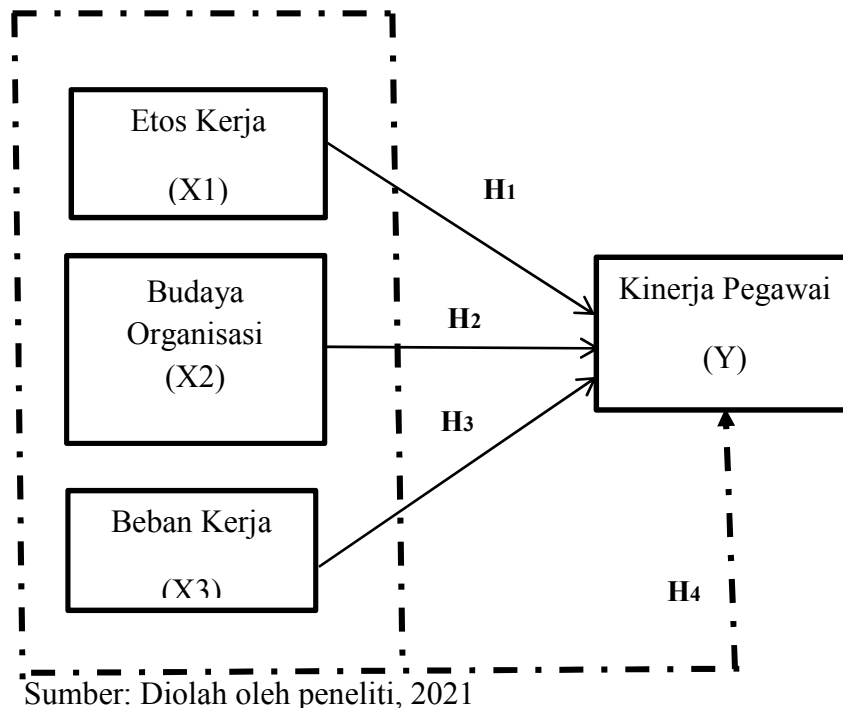 Etos Kerja
(X1)
H1
Budaya
Organisasi
(X2)
H2
Kinerja Pegawai
(Y)
H3
Beban Kerja
(X3)
H4
Sumber: Diolah oleh peneliti, 2021